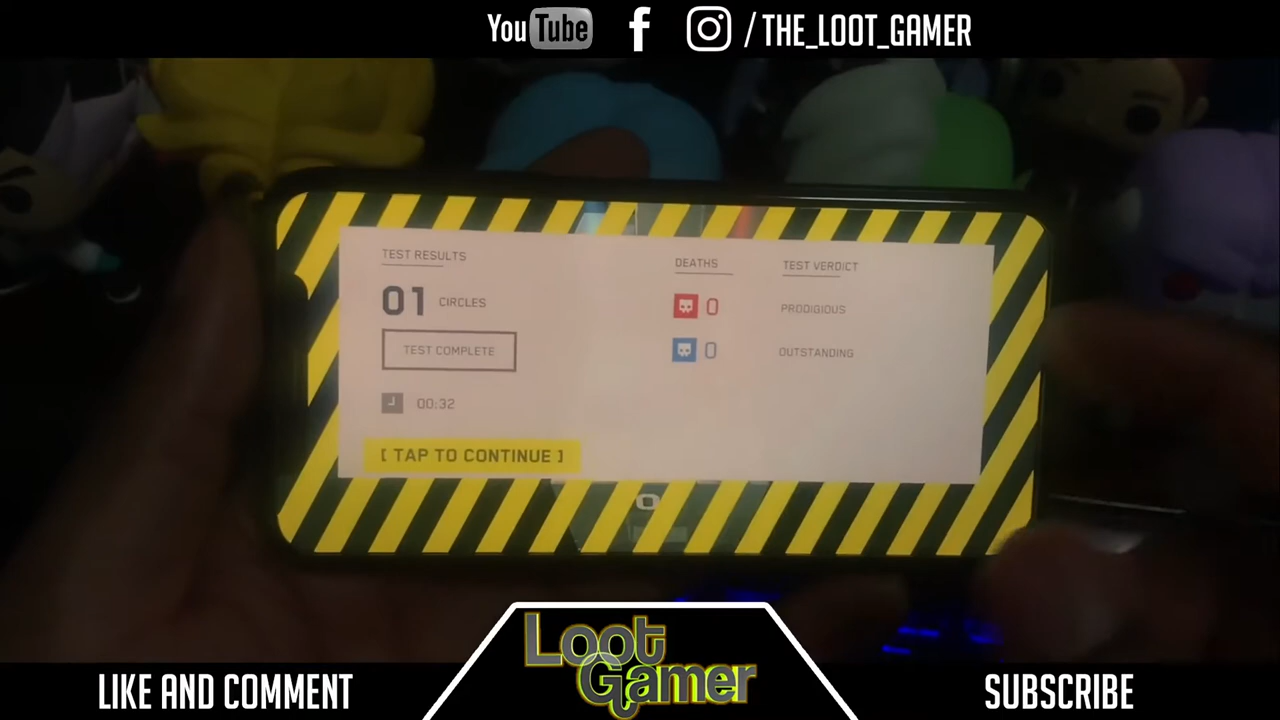 YouTube f / THE_LOOT_GAMER
TEST RESULTS
01 CIRCLES
TEST COMPLETE
00:32
[ TAP TO CONTINUE ]
DEATHS
0
0
TEST VERDICT
PRODIGIOUS
OUTSTANDING
LIKE AND COMMENT
Loot
Gamer
SUBSCRIBE